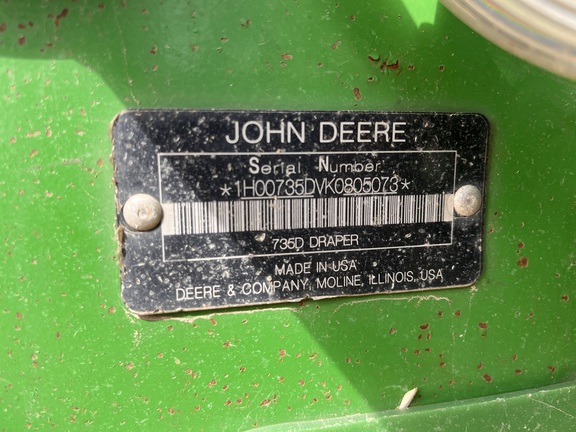 JOHN DEERE
Serial Number
*1H00735DVK0805073*
735D DRAPER
MADE IN USA
DEERE & COMPANY, MOLINE, ILLINOIS, USA